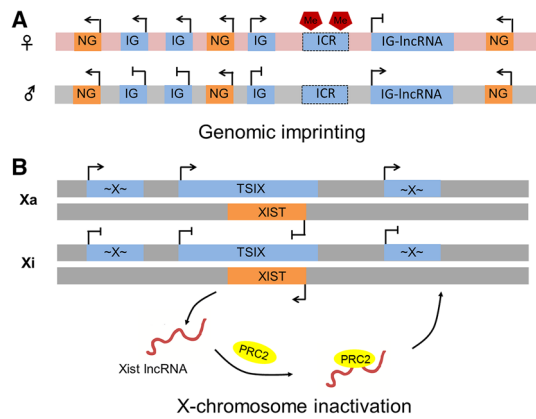 A
Me Me
♀ NG IG IG NG IG ICR IG-lncRNA NG
♂ NG IG IG NG IG ICR IG-lncRNA NG
Genomic imprinting
B
Xa ~X~ TSIX ~X~
XIST
Xi ~X~ TSIX ~X~
XIST
Xist lncRNA
PRC2
PRC2
X-chromosome inactivation